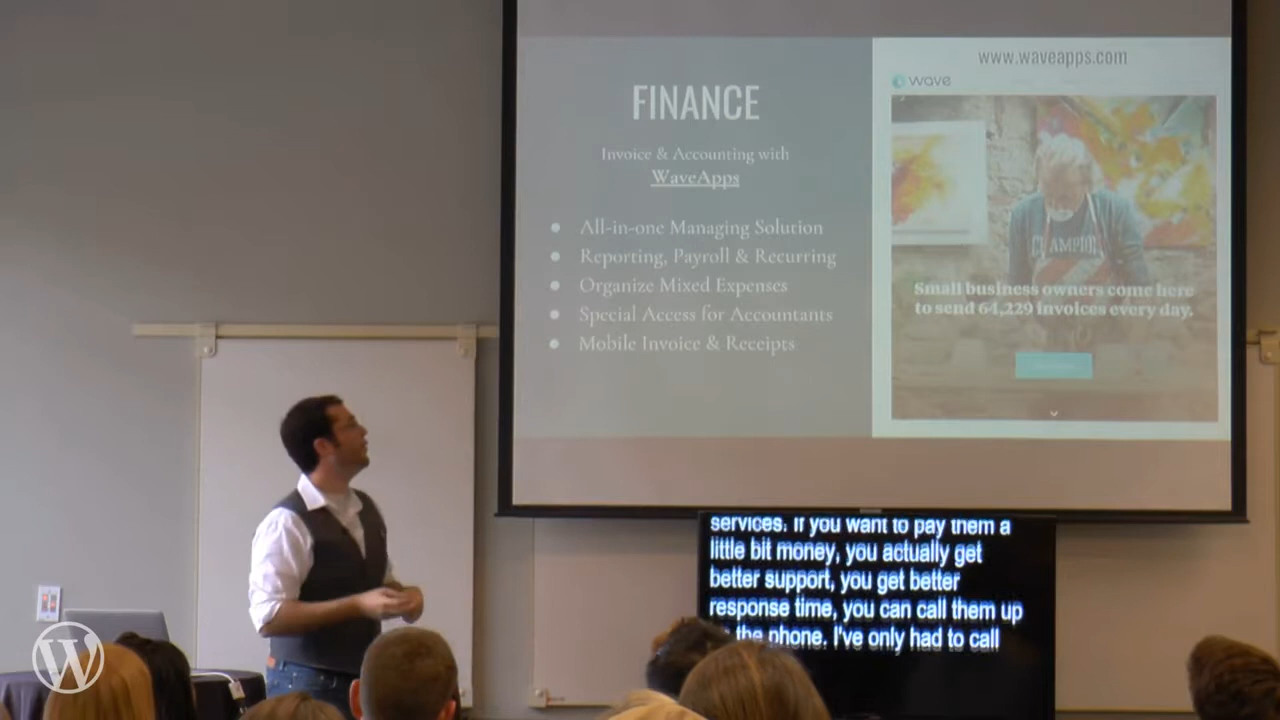 FINANCE
Invoice & Accounting with
WaveApps
All-in-one Managing Solution
Reporting, Payroll & Recurring
Organize Mixed Expenses
Special Access for Accountants
Mobile Invoice & Receipts
www.waveapps.com
wave
CHAMPION
Small business owners come here
to send 64,229 invoices every day.
services. If you want to pay them a
little bit money, you actually get
better support, you get better
response time, you can call them up
the phone. I've only had to call
W